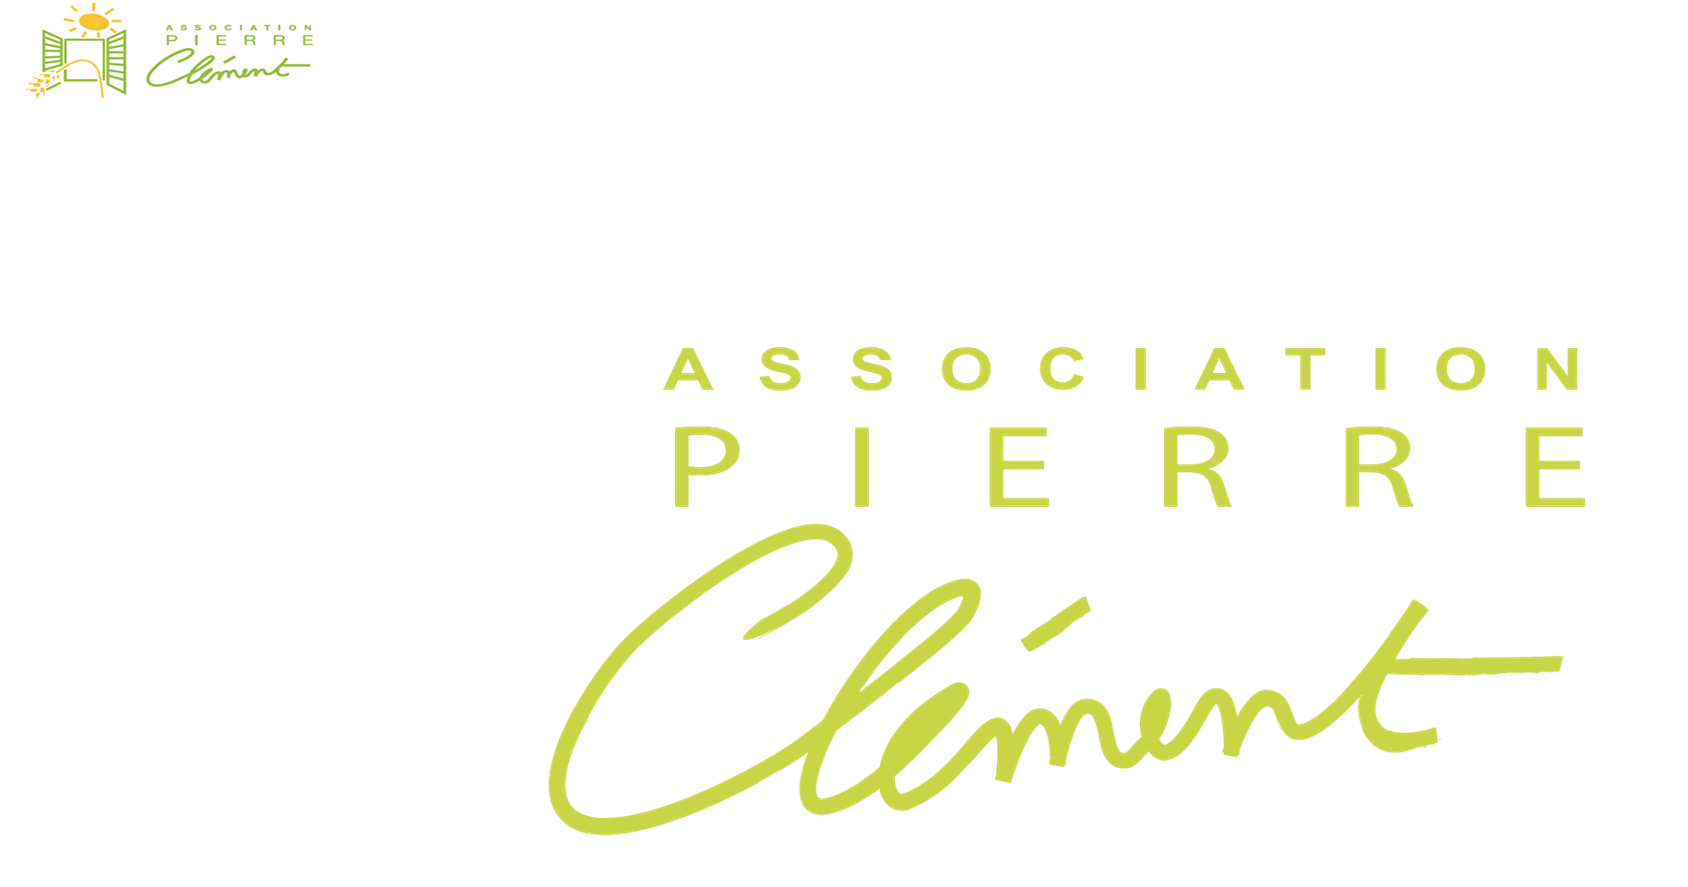 ASSOCIATION
PIERRE
Clément
ASSOCIATION
PIERRE
Clément